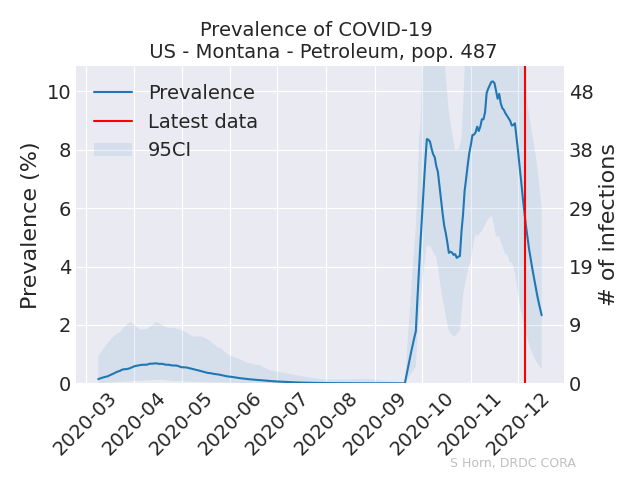 Prevalence of COVID-19
US - Montana - Petroleum, pop. 487
Prevalence (%)
10
8
6
4
2
0
Prevalence
Latest data
95CI
48
38
29
19
9
0
# of infections
2020-03
2020-04
2020-05
2020-06
2020-07
2020-08
2020-09
2020-10
2020-11
2020-12
S Horn, DRDC CORA